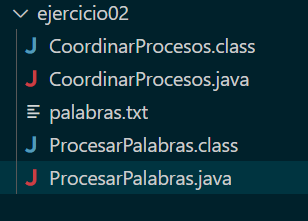 ejercicio02
CoordinarProcesos.class
CoordinarProcesos.java
palabras.txt
ProcesarPalabras.class
ProcesarPalabras.java